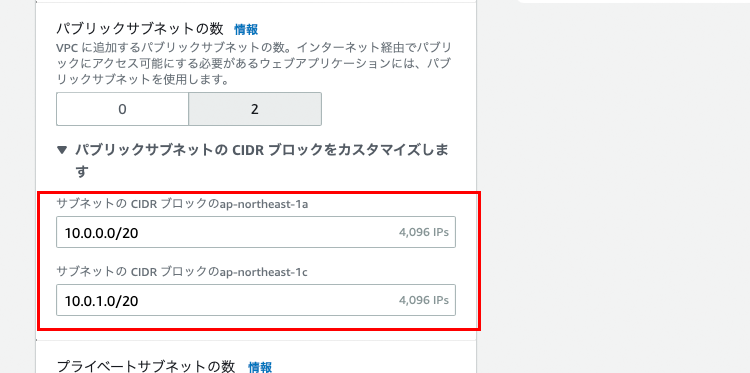 パブリックサブネットの数 情報
VPC に追加するパブリックサブネットの数。インターネット経由でパブ
リックにアクセス可能にする必要があるウェブアプリケーションには、パブ
リックサブネットを使用します。
0 2
▼ パブリックサブネットの CIDR ブロックをカスタマイズしま
す
サブネットの CIDR ブロックのap-northeast-1a
10.0.0.0/20 4,096 IPs
サブネットの CIDR ブロックのap-northeast-1c
10.0.1.0/20 4,096 IPs
プライベートサブネットの数 情報